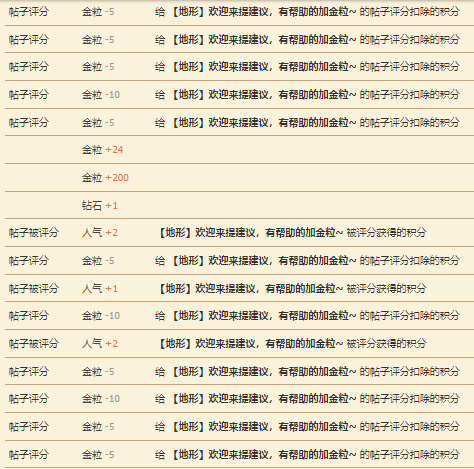 帖子评分 金粒 -5 给 【地形】欢迎来提建议，有帮助的加金粒~ 的帖子评分扣除的积分
帖子评分 金粒 -5 给 【地形】欢迎来提建议，有帮助的加金粒~ 的帖子评分扣除的积分
帖子评分 金粒 -5 给 【地形】欢迎来提建议，有帮助的加金粒~ 的帖子评分扣除的积分
帖子评分 金粒 -10 给 【地形】欢迎来提建议，有帮助的加金粒~ 的帖子评分扣除的积分
帖子评分 金粒 -5 给 【地形】欢迎来提建议，有帮助的加金粒~ 的帖子评分扣除的积分
金粒 +24
金粒 +200
钻石 +1
帖子被评分 人气 +2 【地形】欢迎来提建议，有帮助的加金粒~ 被评分获得的积分
帖子评分 金粒 -5 给 【地形】欢迎来提建议，有帮助的加金粒~ 的帖子评分扣除的积分
帖子被评分 人气 +1 【地形】欢迎来提建议，有帮助的加金粒~ 被评分获得的积分
帖子评分 金粒 -10 给 【地形】欢迎来提建议，有帮助的加金粒~ 的帖子评分扣除的积分
帖子被评分 人气 +2 【地形】欢迎来提建议，有帮助的加金粒~ 被评分获得的积分
帖子评分 金粒 -5 给 【地形】欢迎来提建议，有帮助的加金粒~ 的帖子评分扣除的积分
帖子评分 金粒 -10 给 【地形】欢迎来提建议，有帮助的加金粒~ 的帖子评分扣除的积分
帖子评分 金粒 -5 给 【地形】欢迎来提建议，有帮助的加金粒~ 的帖子评分扣除的积分
帖子评分 金粒 -5 给 【地形】欢迎来提建议，有帮助的加金粒~ 的帖子评分扣除的积分